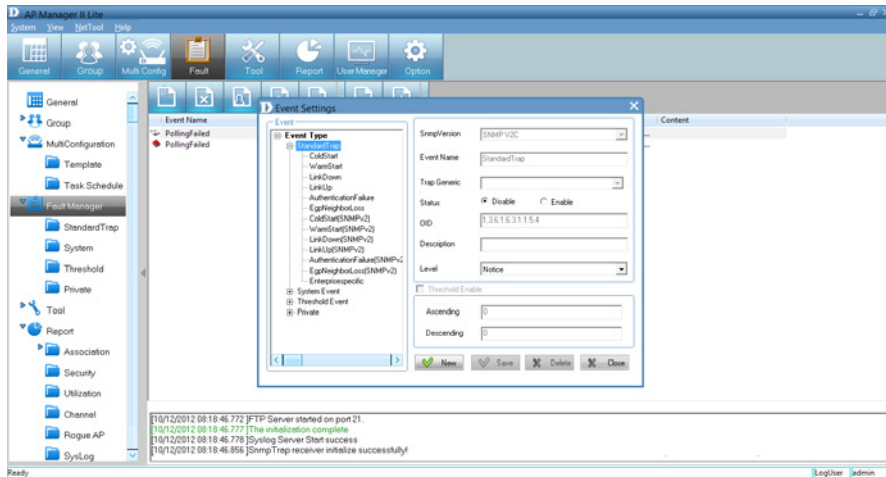 AP Manager II Lite
System View NetTool Help
General Group Multi Config Fault Tool Report UserManager Option
General
Group
MultiConfiguration
Template
Task Schedule
Fault Manager
StandardTrap
System
Threshold
Private
Tool
Report
Association
Security
Utilization
Channel
Rogue AP
SysLog
Event Name Content
PollingFailed
PollingFailed
Event Settings
Event
Event Type
StandardTrap
ColdStart
WarmStart
LinkDown
LinkUp
AuthenticationFailure
EgpNeighborLoss
ColdStart(SNMPv2)
WarmStart(SNMPv2)
LinkDown(SNMPv2)
LinkUp(SNMPv2)
AuthenticationFailure(SNMPv2
EgpNeighborLoss(SNMPv2)
Enterprisespecific
System Event
Threshold Event
Private
SnmpVersion SNMP V2C
Event Name StandardTrap
Trap Generic
Status Disable Enable
OID 1.3.6.1.6.3.1.1.5.4
Description
Level Notice
Threshold Enable
Ascending 0
Descending 0
New Save Delete Close
[10/12/2012 08:18:46.772 ]FTP Server started on port 21.
[10/12/2012 08:18:46.777 ]The initialization complete
[10/12/2012 08:18:46.778 ]Syslog Server Start success
[10/12/2012 08:18:46.856 ]SnmpTrap receiver initialize successfully!
Ready LogUser admin